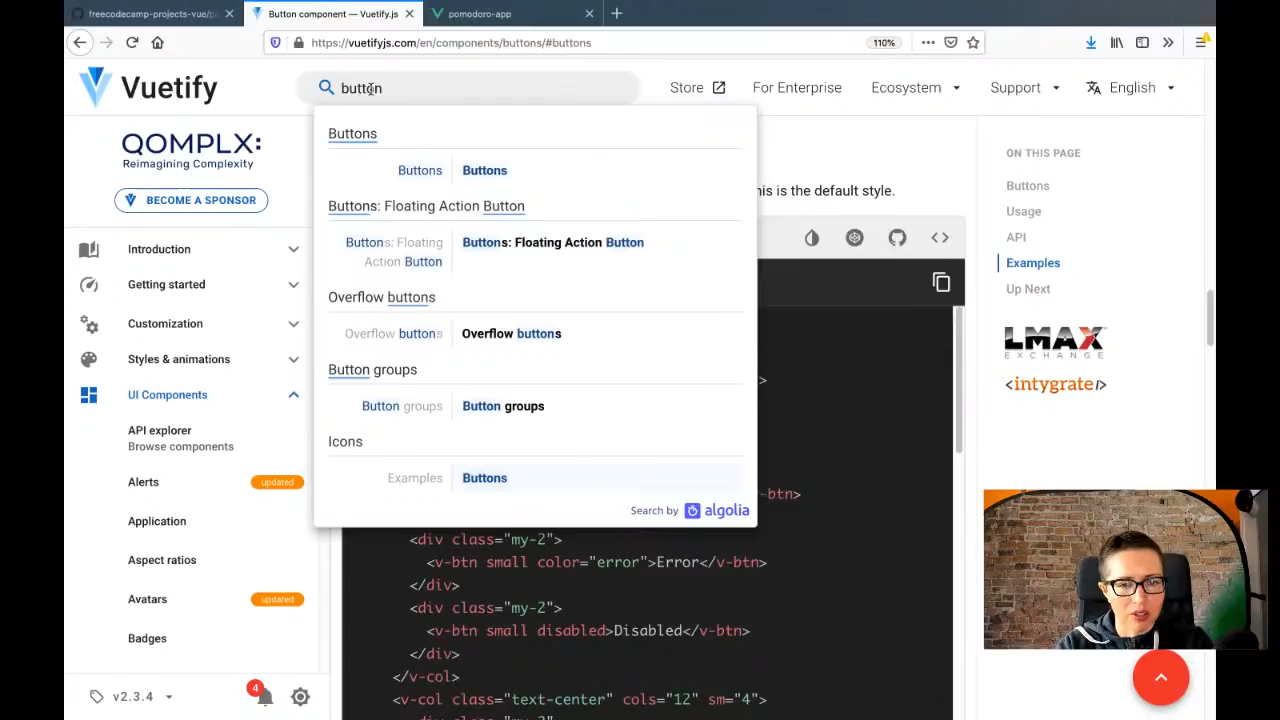 freecodecamp-projects-vue/p
Button component — Vuetify.js
pomodoro-app
https://vuetifyjs.com/en/components/buttons/#buttons
110%
Vuetify
button
Store
For Enterprise
Ecosystem
Support
English
QOMPLX:
Reimagining Complexity
BECOME A SPONSOR
Introduction
Getting started
Customization
Styles & animations
UI Components
API explorer
Browse components
Alerts
updated
Application
Aspect ratios
Avatars
updated
Badges
v2.3.4
4
Buttons
Buttons
Buttons
Buttons: Floating Action Button
Buttons: Floating
Action Button
Buttons: Floating Action Button
Overflow buttons
Overflow buttons
Overflow buttons
Button groups
Button groups
Button groups
Icons
Examples
Buttons
Search by algolia
his is the default style.
>
-btn>
<div class="my-2">
<v-btn small color="error">Error</v-btn>
</div>
<div class="my-2">
<v-btn small disabled>Disabled</v-btn>
</div>
</v-col>
<v-col class="text-center" cols="12" sm="4">
ON THIS PAGE
Buttons
Usage
API
Examples
Up Next
LMAX
EXCHANGE
<intygrate/>